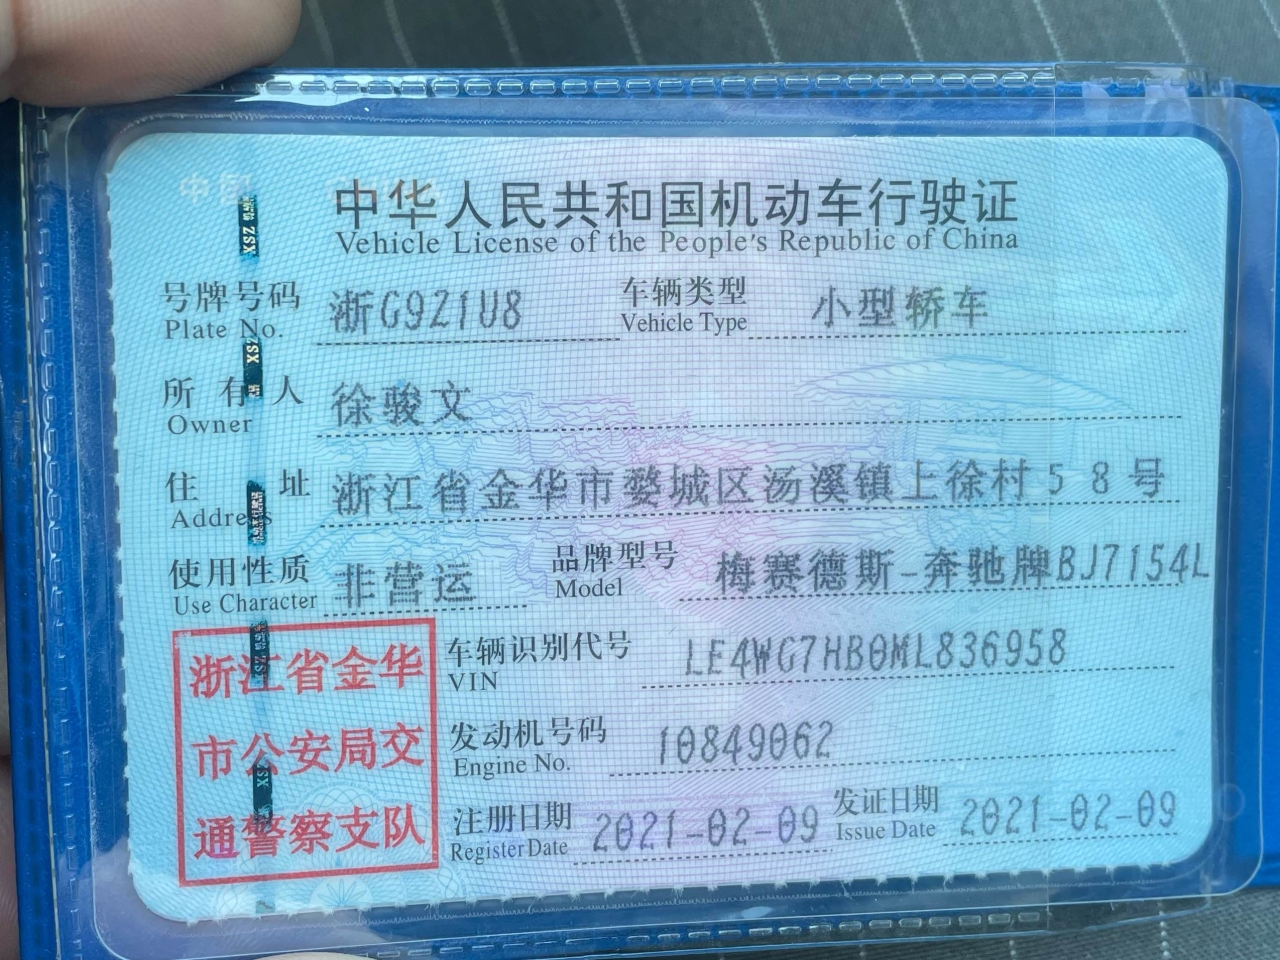 中华人民共和国机动车行驶证
Vehicle License of the People's Republic of China
号牌号码 浙G9Z1U8 车辆类型 小型轿车
Plate No. Vehicle Type
所有人 徐骏文
Owner
住址 浙江省金华市婺城区汤溪镇上徐村58号
Address
使用性质 非营运 品牌型号 梅赛德斯-奔驰牌BJ7154L
Use Character Model
浙江省金华
市公安局交
通警察支队
车辆识别代号 LE4WG7HB0ML836958
VIN
发动机号码 10849062
Engine No.
注册日期 2021-02-09 发证日期 2021-02-09
Register Date Issue Date
XSZ
XSZ
XSZ
XSZ